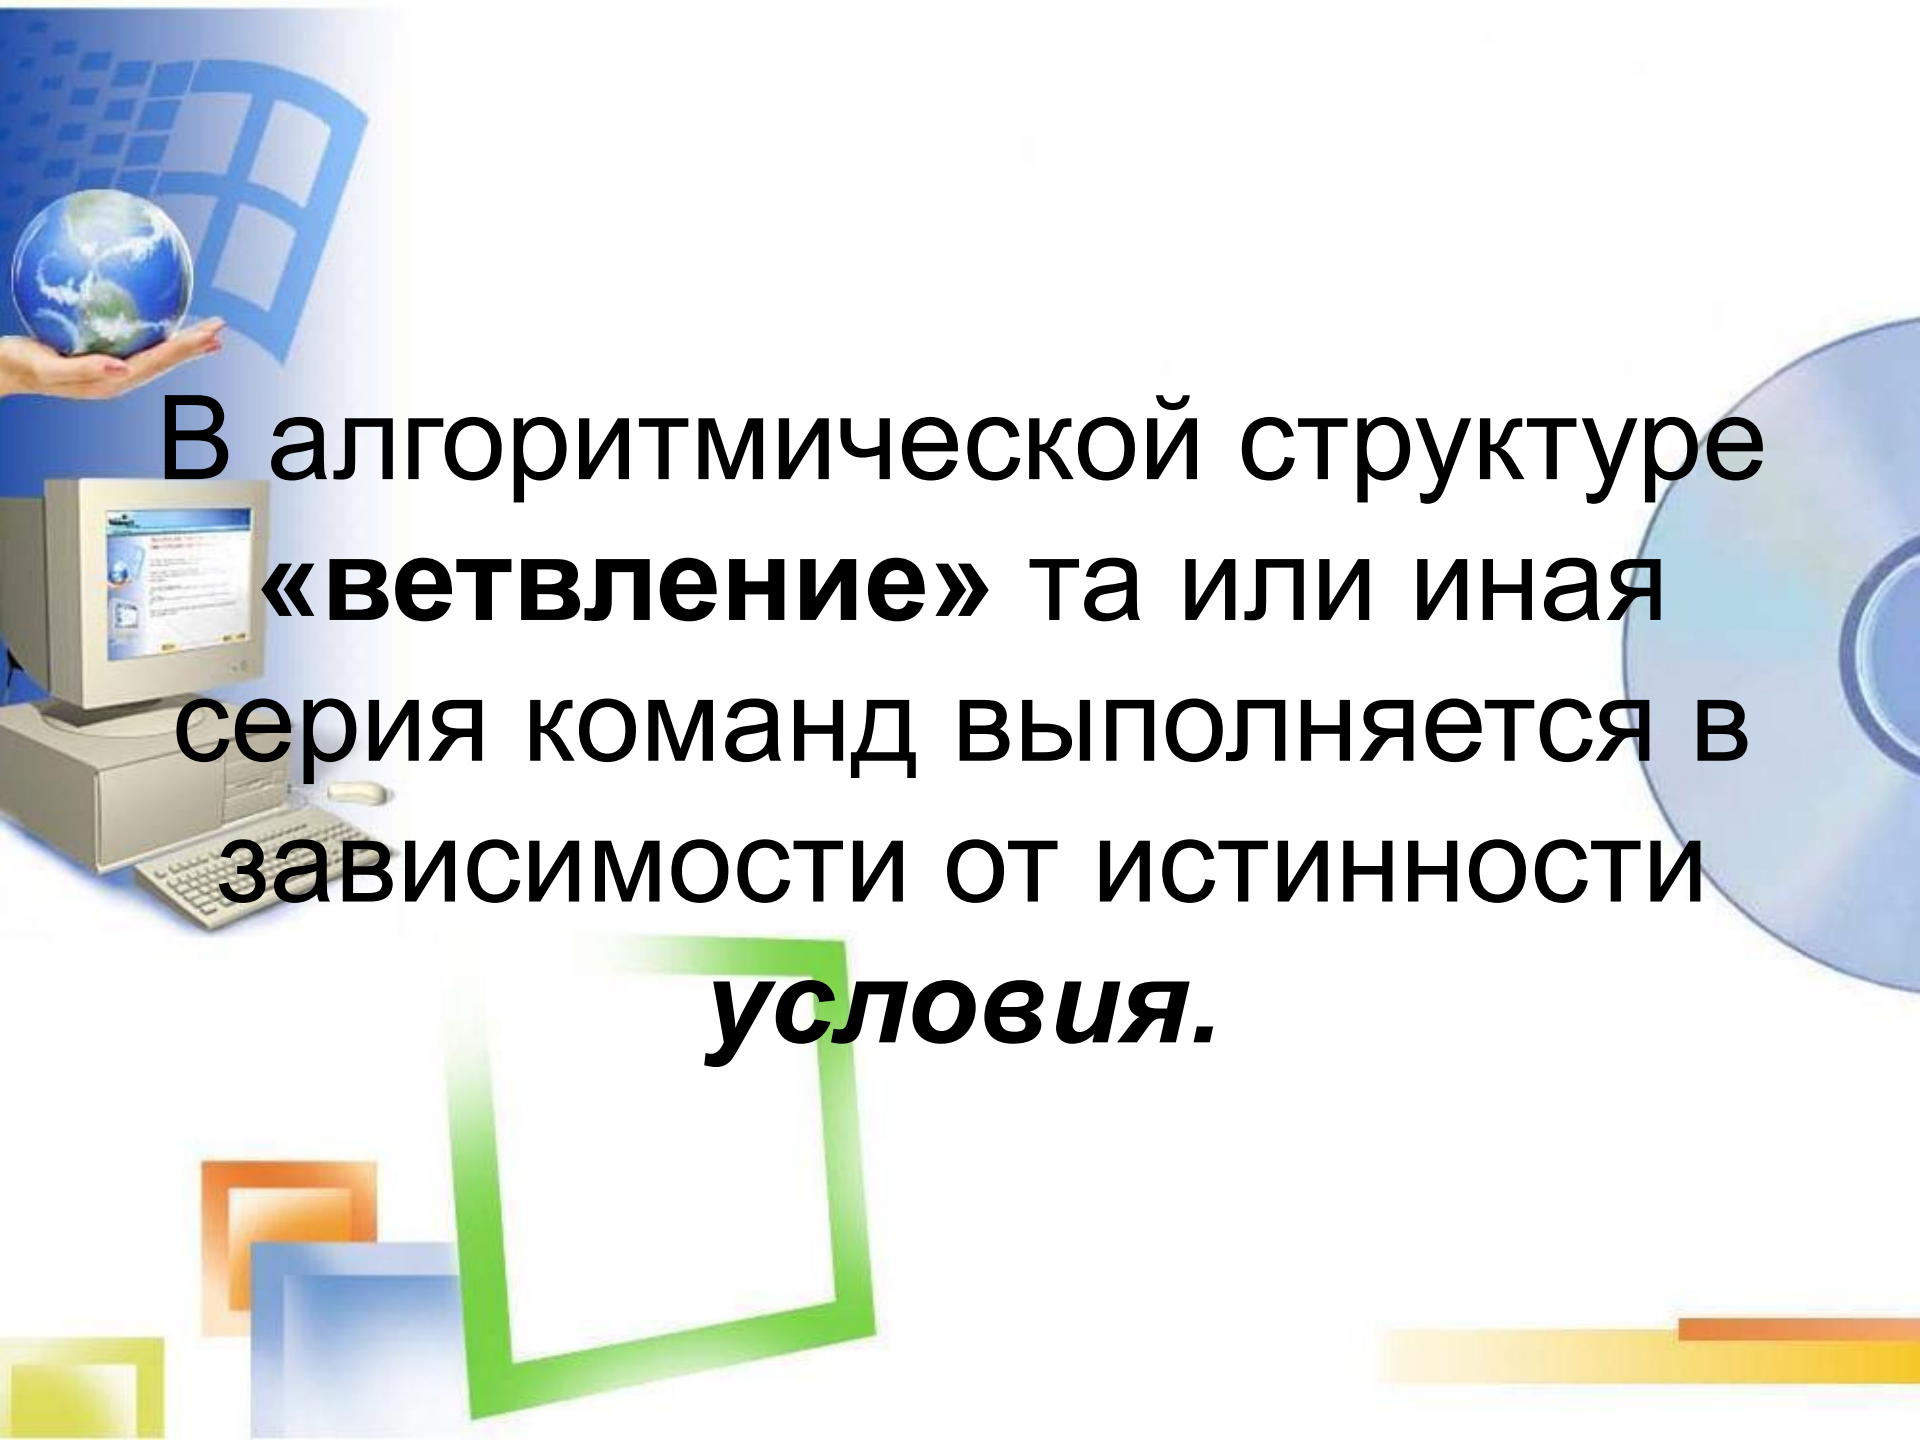 В алгоритмической структуре
«ветвление» та или иная
серия команд выполняется в
зависимости от истинности
условия.